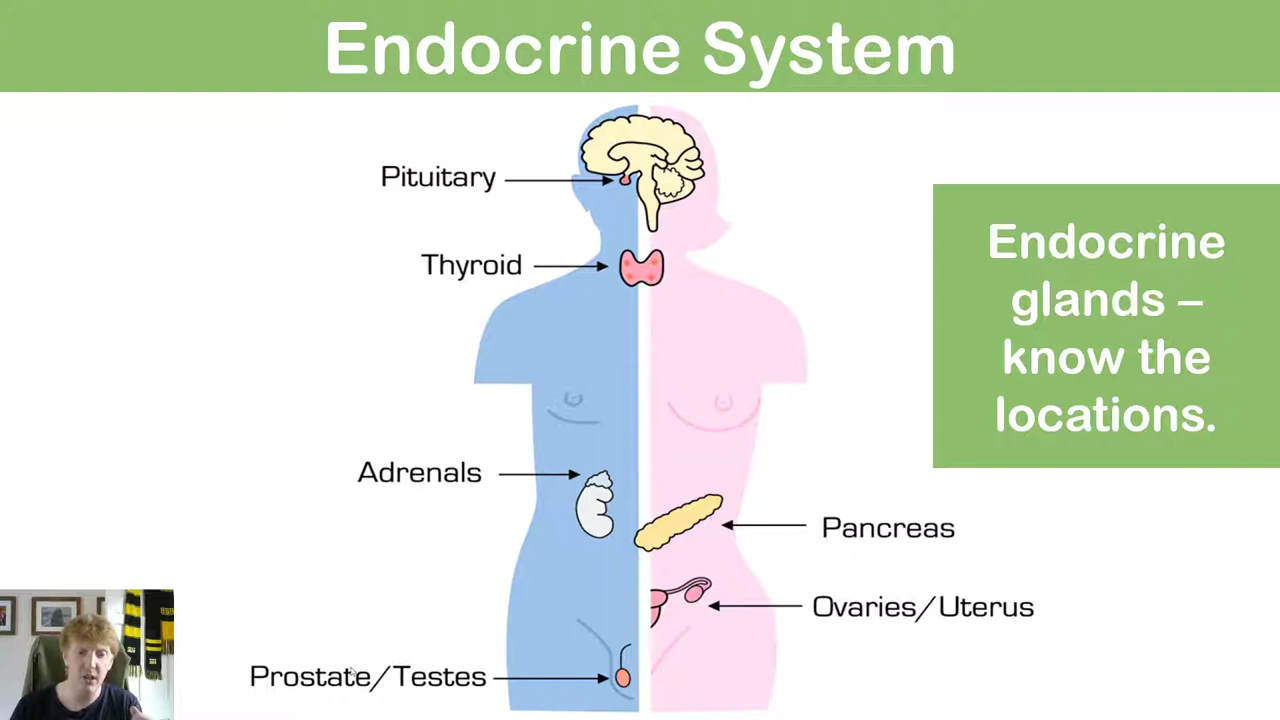 Endocrine System
Pituitary
Thyroid
Adrenals
Prostate/Testes
Pancreas
Ovaries/Uterus
Endocrine
glands –
know the
locations.